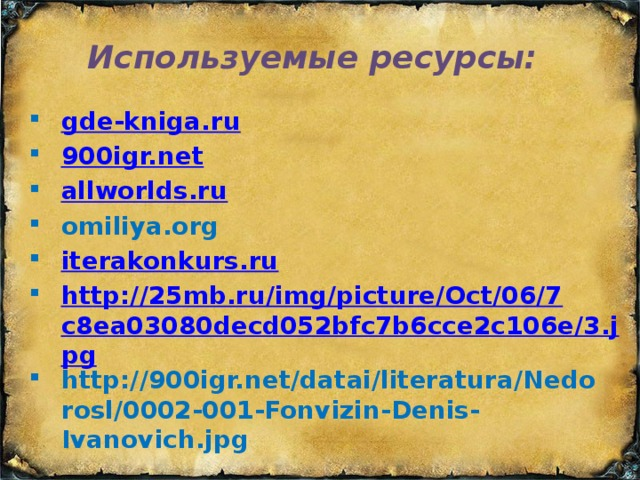 Используемые ресурсы:
gde-kniga.ru
900igr.net
allworlds.ru
omiliya.org
iterakonkurs.ru
http://25mb.ru/img/picture/Oct/06/7
c8ea03080decd052bfc7b6cce2c106e/3.j
pg
http://900igr.net/datai/literatura/Nedo
rosl/0002-001-Fonvizin-Denis-
Ivanovich.jpg